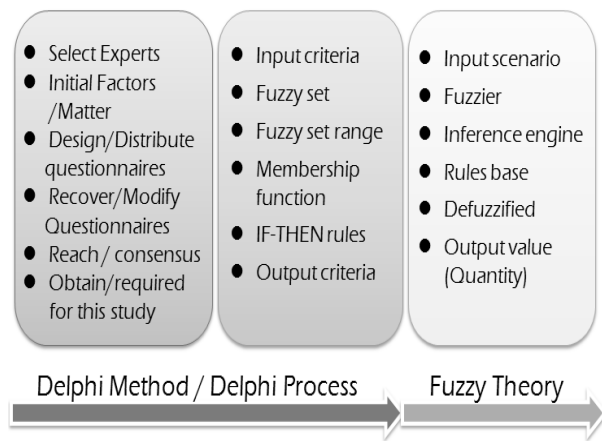 Select Experts
Initial Factors
/Matter
Design/Distribute
questionnaires
Recover/Modify
Questionnaires
Reach / consensus
Obtain/required
for this study
Input criteria
Fuzzy set
Fuzzy set range
Membership
function
IF-THEN rules
Output criteria
Input scenario
Fuzzier
Inference engine
Rules base
Defuzzified
Output value
(Quantity)
Delphi Method / Delphi Process
Fuzzy Theory